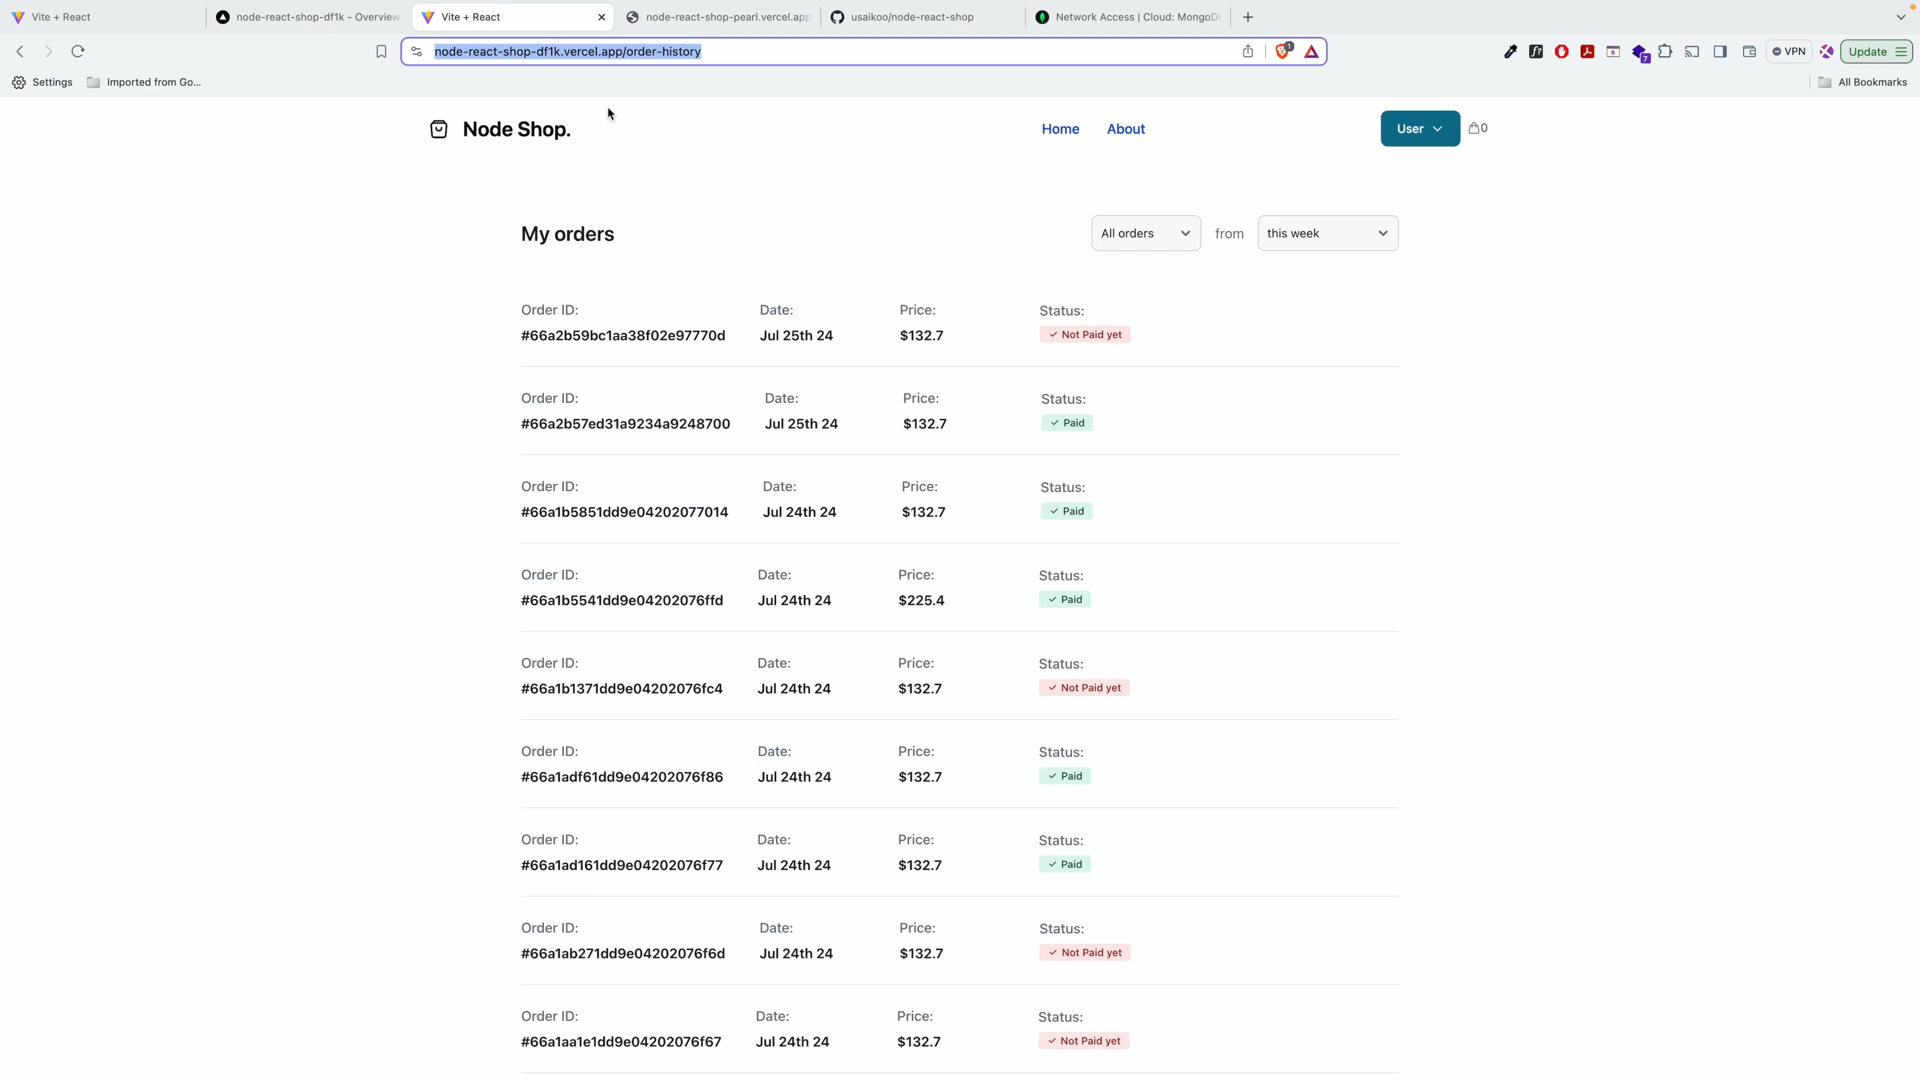 Vite + React
node-react-shop-df1k - Overview
Vite + React
node-react-shop-pearl.vercel.app
usaikoo/node-react-shop
Network Access | Cloud: MongoD
node-react-shop-df1k.vercel.app/order-history
1
7
VPN
Update
Settings
Imported from Go...
All Bookmarks
Node Shop.
Home
About
User
0
My orders
All orders
from
this week
Order ID: Date: Price: Status:
#66a2b59bc1aa38f02e97770d Jul 25th 24 $132.7 Not Paid yet
Order ID: Date: Price: Status:
#66a2b57ed31a9234a9248700 Jul 25th 24 $132.7 Paid
Order ID: Date: Price: Status:
#66a1b5851dd9e04202077014 Jul 24th 24 $132.7 Paid
Order ID: Date: Price: Status:
#66a1b5541dd9e04202076ffd Jul 24th 24 $225.4 Paid
Order ID: Date: Price: Status:
#66a1b1371dd9e04202076fc4 Jul 24th 24 $132.7 Not Paid yet
Order ID: Date: Price: Status:
#66a1adf61dd9e04202076f86 Jul 24th 24 $132.7 Paid
Order ID: Date: Price: Status:
#66a1ad161dd9e04202076f77 Jul 24th 24 $132.7 Paid
Order ID: Date: Price: Status:
#66a1ab271dd9e04202076f6d Jul 24th 24 $132.7 Not Paid yet
Order ID: Date: Price: Status:
#66a1aa1e1dd9e04202076f67 Jul 24th 24 $132.7 Not Paid yet